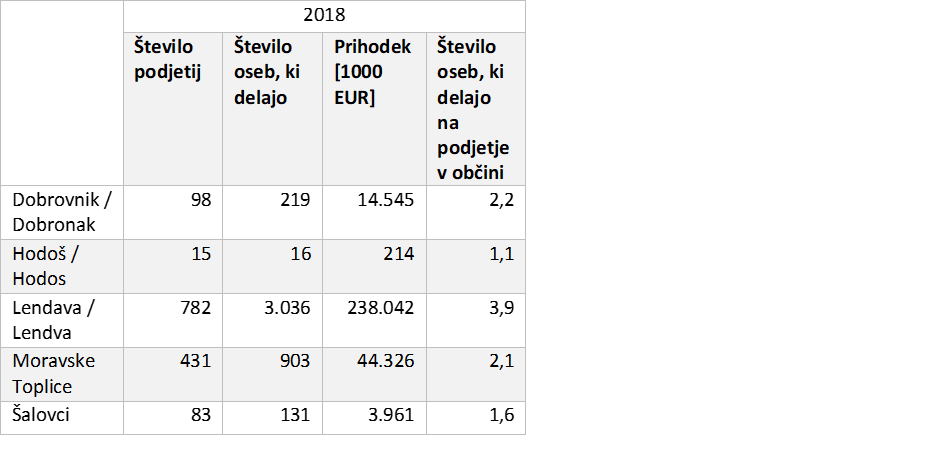 2018
Število podjetij
Število oseb, ki delajo
Prihodek [1000 EUR]
Število oseb, ki delajo na podjetje v občini
Dobrovnik / Dobronak 98 219 14.545 2,2
Hodoš / Hodos 15 16 214 1,1
Lendava / Lendva 782 3.036 238.042 3,9
Moravske Toplice 431 903 44.326 2,1
Šalovci 83 131 3.961 1,6